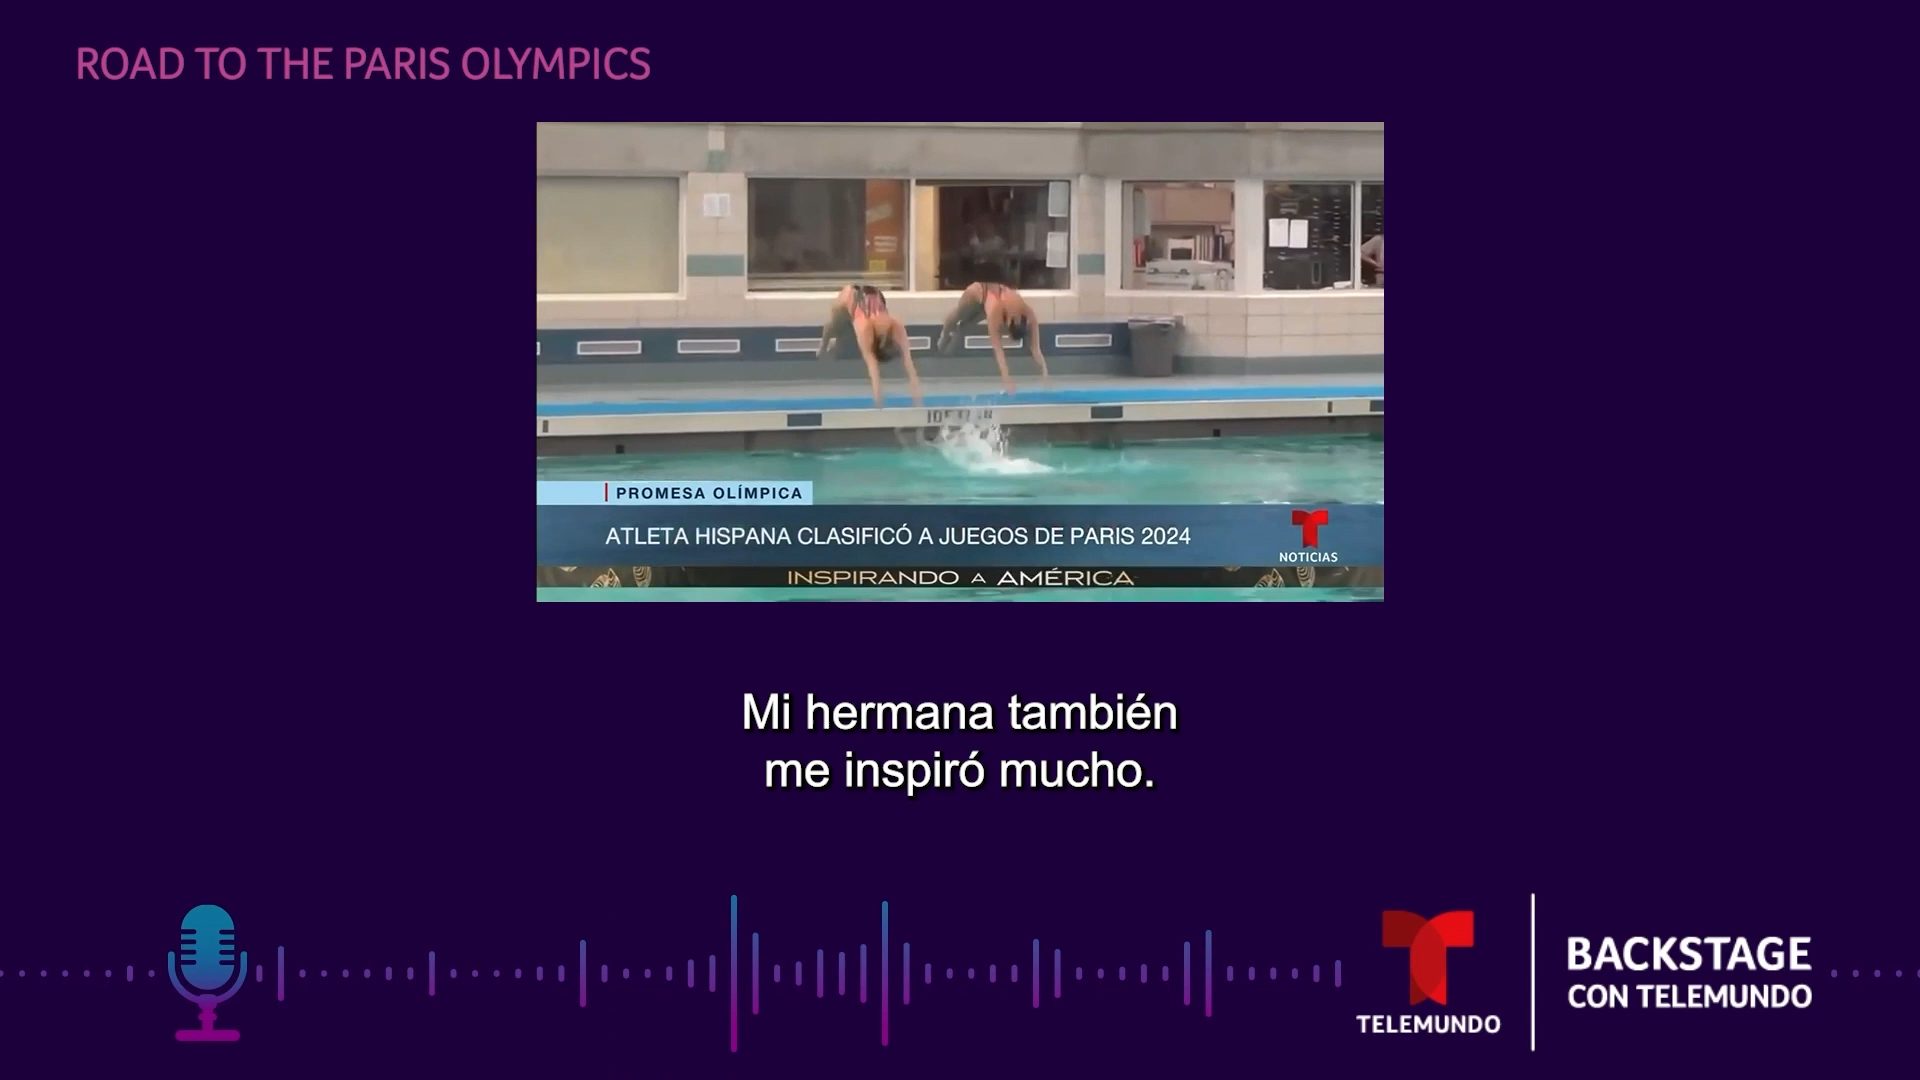 ROAD TO THE PARIS OLYMPICS
PROMESA OLÍMPICA
ATLETA HISPANA CLASIFICÓ A JUEGOS DE PARIS 2024
NOTICIAS
INSPIRANDO A AMÉRICA
Mi hermana también
me inspiró mucho.
TELEMUNDO
BACKSTAGE
CON TELEMUNDO